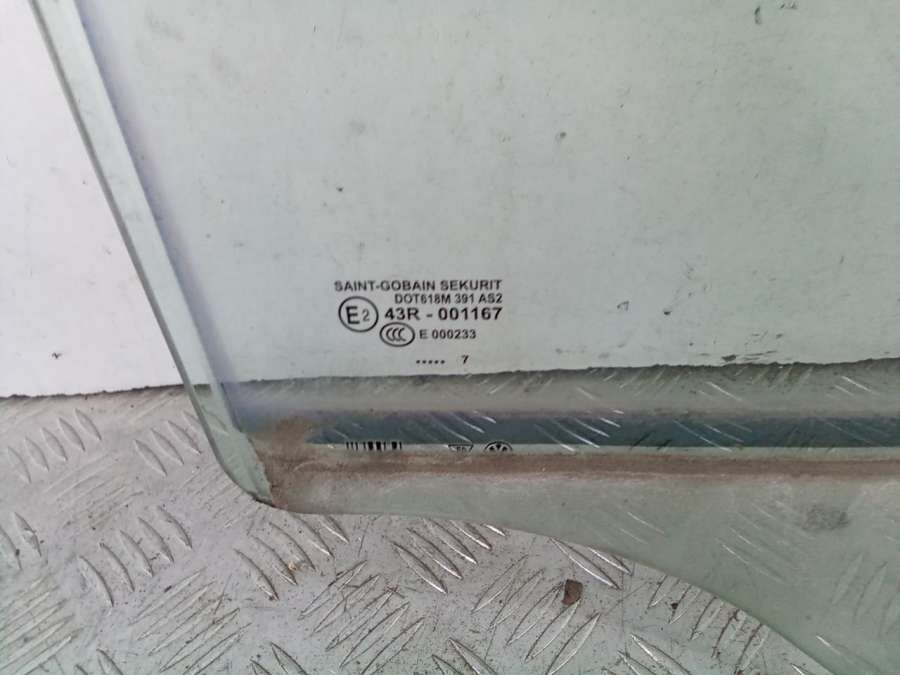 SAINT-GOBAIN SEKURIT
DOT618M 391 AS2
E2 43R - 001167
CCC E 000233
..... 7